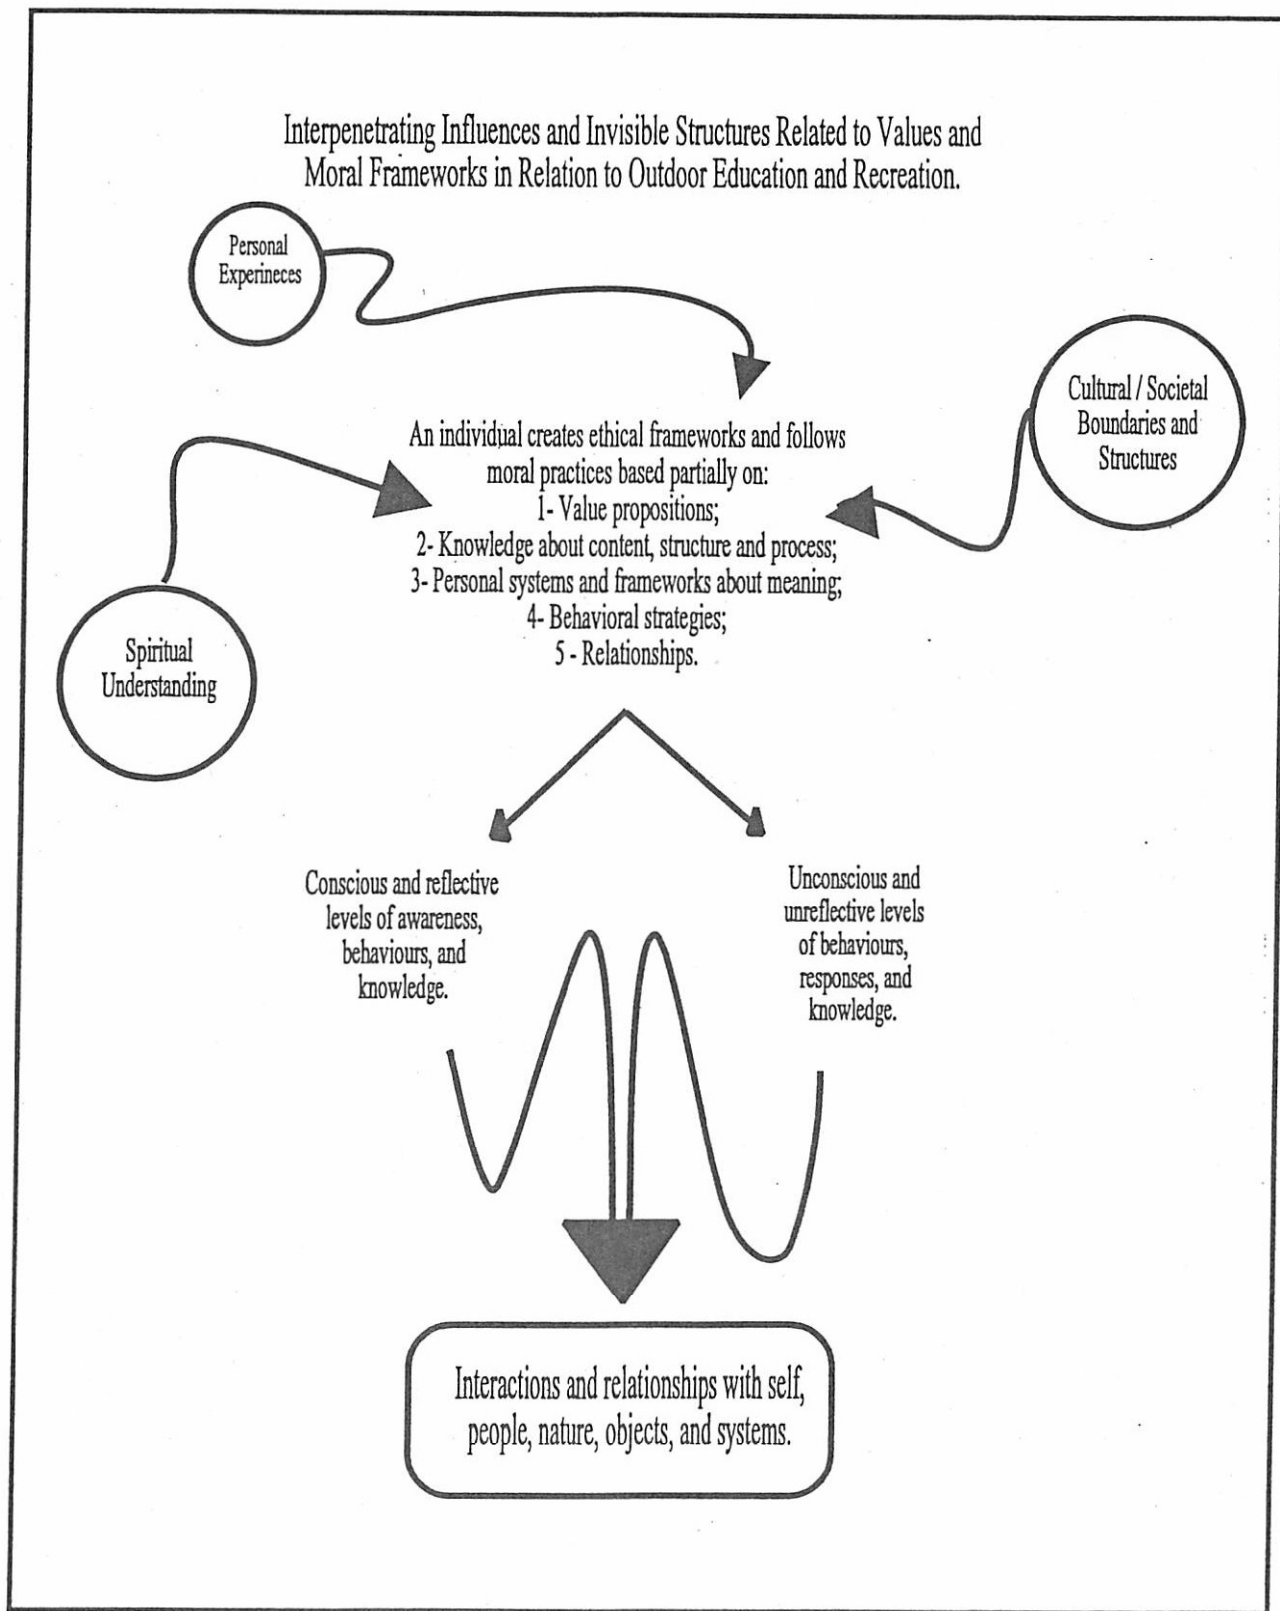 Interpenetrating Influences and Invisible Structures Related to Values and
Moral Frameworks in Relation to Outdoor Education and Recreation.
Personal
Experineces
Cultural / Societal
Boundaries and
Structures
An individual creates ethical frameworks and follows
moral practices based partially on:
1- Value propositions;
2- Knowledge about content, structure and process;
3- Personal systems and frameworks about meaning;
4- Behavioral strategies;
5 - Relationships.
Spiritual
Understanding
Conscious and reflective
levels of awareness,
behaviours, and
knowledge.
Unconscious and
unreflective levels
of behaviours,
responses, and
knowledge.
Interactions and relationships with self,
people, nature, objects, and systems.